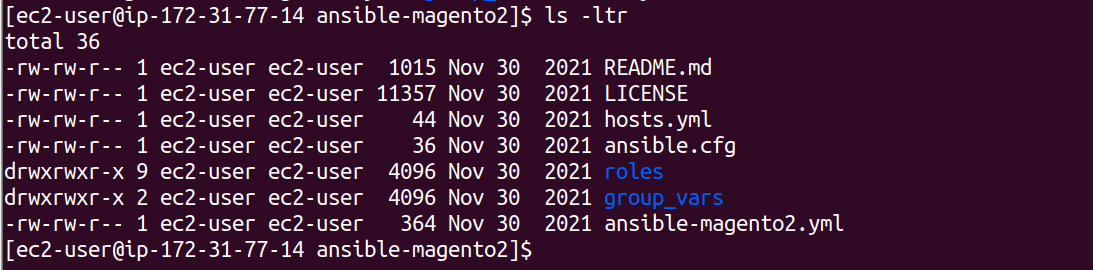 [ec2-user@ip-172-31-77-14 ansible-magento2]$ ls -ltr
total 36
-rw-rw-r-- 1 ec2-user ec2-user  1015 Nov 30  2021 README.md
-rw-rw-r-- 1 ec2-user ec2-user 11357 Nov 30  2021 LICENSE
-rw-rw-r-- 1 ec2-user ec2-user    44 Nov 30  2021 hosts.yml
-rw-rw-r-- 1 ec2-user ec2-user    36 Nov 30  2021 ansible.cfg
drwxrwxr-x 9 ec2-user ec2-user  4096 Nov 30  2021 roles
drwxrwxr-x 2 ec2-user ec2-user  4096 Nov 30  2021 group_vars
-rw-rw-r-- 1 ec2-user ec2-user   364 Nov 30  2021 ansible-magento2.yml
[ec2-user@ip-172-31-77-14 ansible-magento2]$